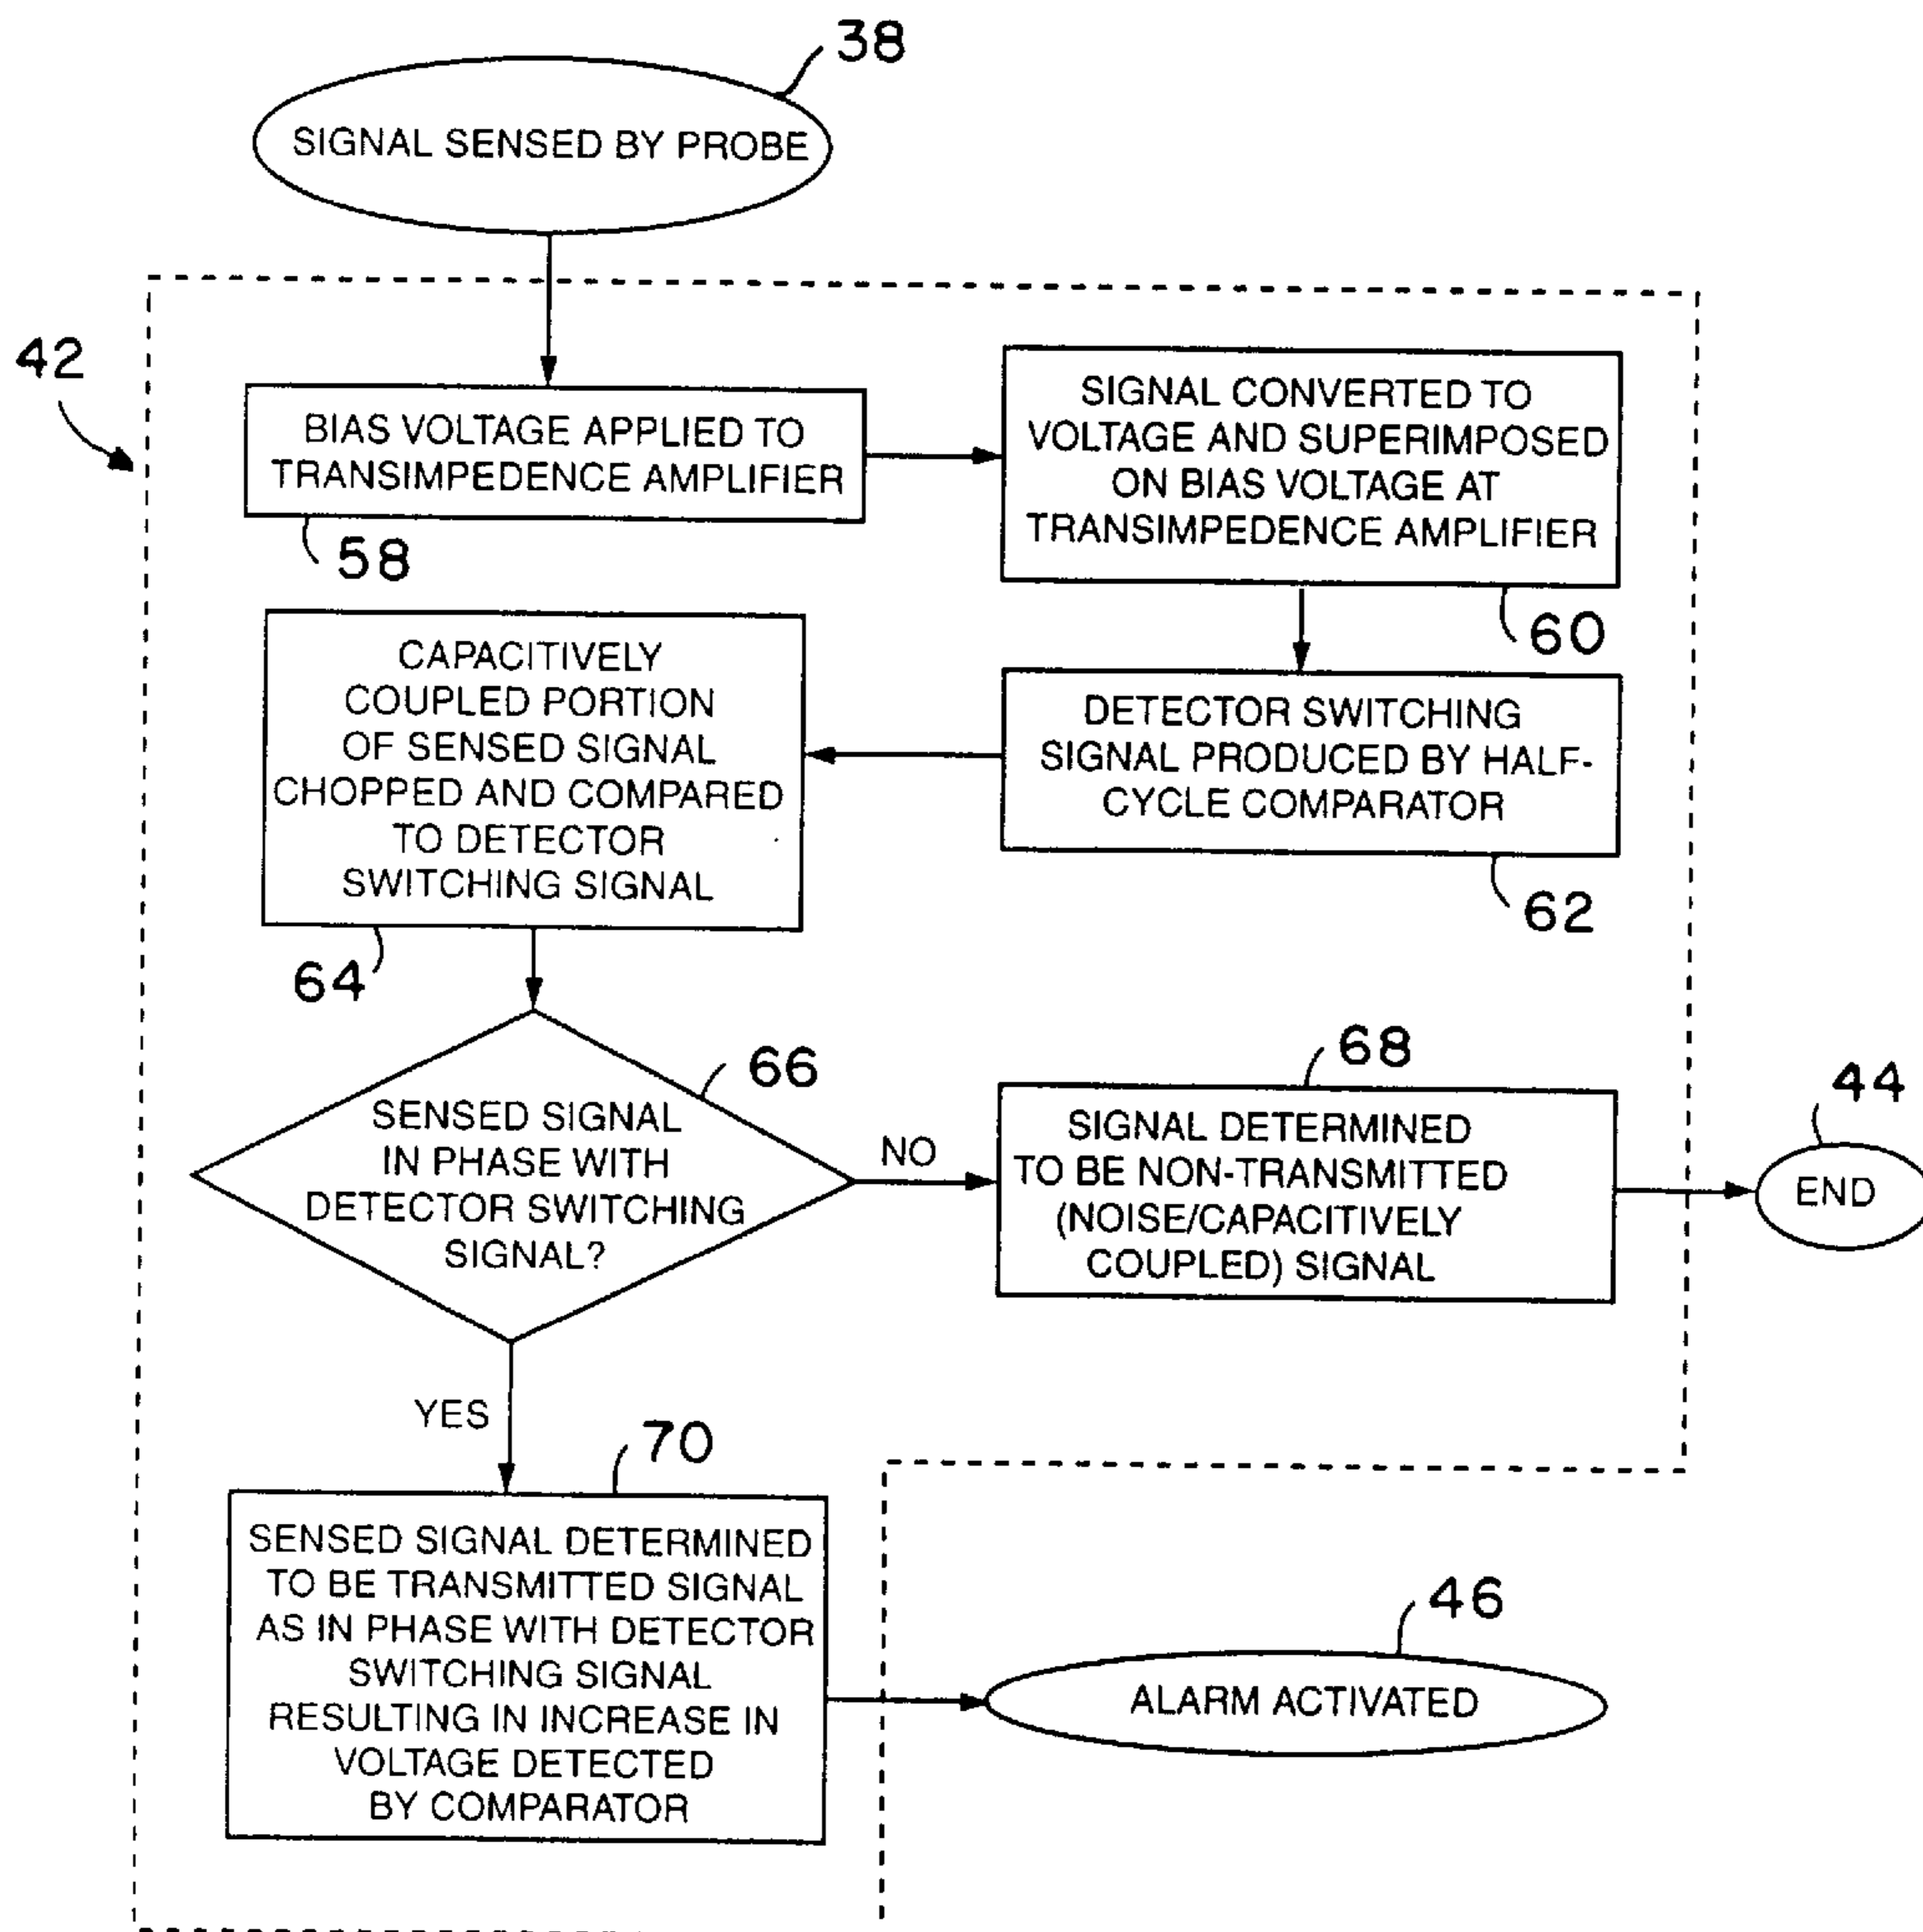 38
SIGNAL SENSED BY PROBE
42
BIAS VOLTAGE APPLIED TO
TRANSIMPEDENCE AMPLIFIER
58
SIGNAL CONVERTED TO
VOLTAGE AND SUPERIMPOSED
ON BIAS VOLTAGE AT
TRANSIMPEDENCE AMPLIFIER
60
DETECTOR SWITCHING
SIGNAL PRODUCED BY HALF-
CYCLE COMPARATOR
62
CAPACITIVELY
COUPLED PORTION
OF SENSED SIGNAL
CHOPPED AND COMPARED
TO DETECTOR
SWITCHING SIGNAL
64
66
SENSED SIGNAL
IN PHASE WITH
DETECTOR SWITCHING
SIGNAL?
NO
68
SIGNAL DETERMINED
TO BE NON-TRANSMITTED
(NOISE/CAPACITIVELY
COUPLED) SIGNAL
44
END
YES
70
SENSED SIGNAL DETERMINED
TO BE TRANSMITTED SIGNAL
AS IN PHASE WITH DETECTOR
SWITCHING SIGNAL
RESULTING IN INCREASE IN
VOLTAGE DETECTED
BY COMPARATOR
46
ALARM ACTIVATED